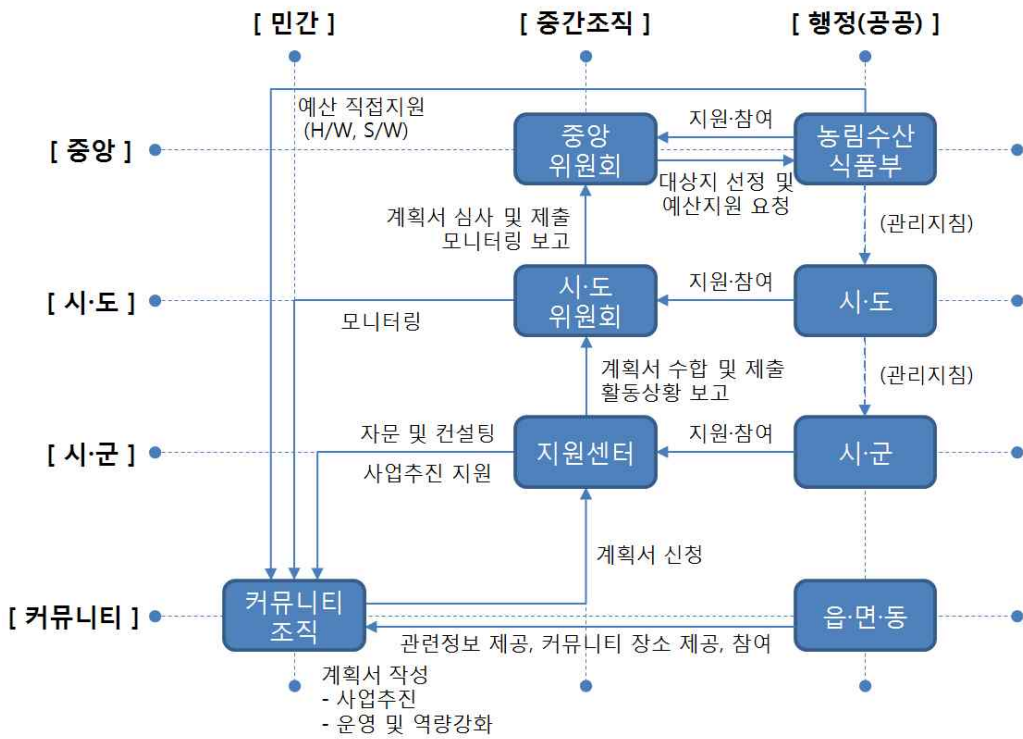 [ 민간 ]
[ 중간조직 ]
[ 행정(공공) ]
예산 직접지원
(H/W, S/W)
[ 중앙 ]
중앙
위원회
지원·참여
농림수산
식품부
대상지 선정 및
예산지원 요청
계획서 심사 및 제출
모니터링 보고
(관리지침)
[ 시·도 ]
시·도
위원회
지원·참여
시·도
모니터링
계획서 수합 및 제출
활동상황 보고
(관리지침)
[ 시·군 ]
자문 및 컨설팅
사업추진 지원
지원센터
지원·참여
시·군
계획서 신청
[ 커뮤니티 ]
커뮤니티
조직
읍·면·동
관련정보 제공, 커뮤니티 장소 제공, 참여
계획서 작성
- 사업추진
- 운영 및 역량강화